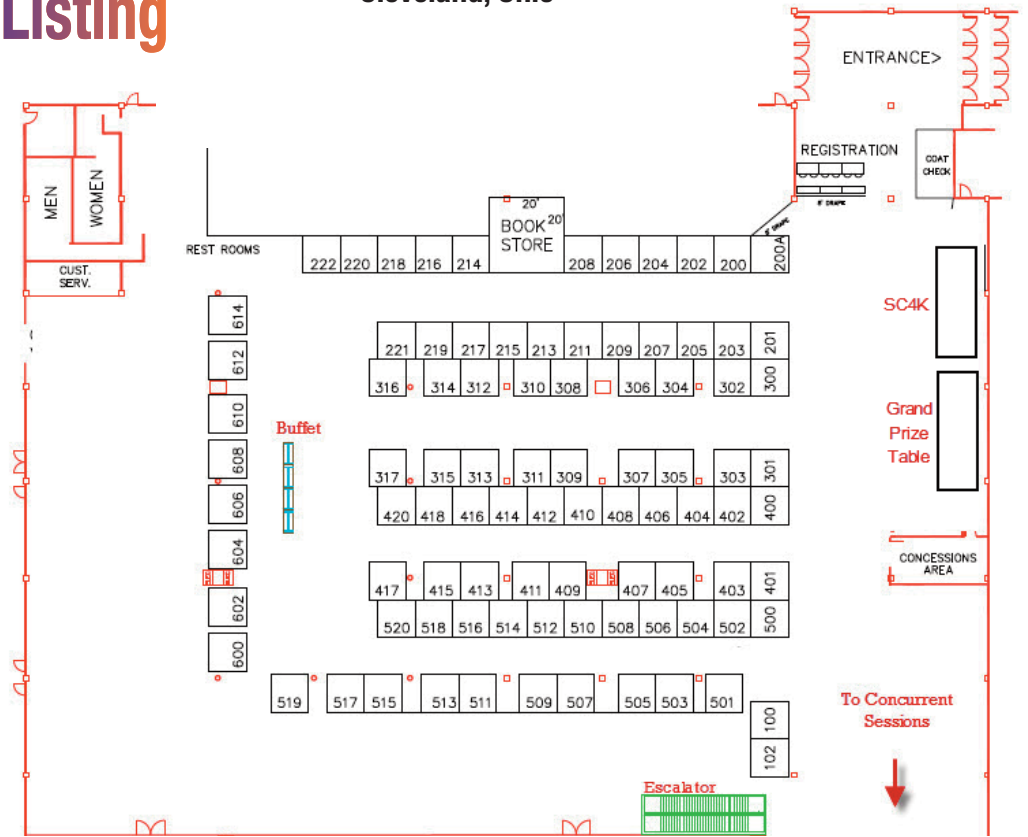 Listing
ENTRANCE>
REGISTRATION
COAT
CHECK
8' DRAPE
8' DRAPE
MEN
WOMEN
REST ROOMS
CUST.
SERV.
20'
BOOK 20'
STORE
222 220 218 216 214
208 206 204 202 200 200A
SC4K
614
612
610
608
606
604
602
600
221 219 217 215 213 211 209 207 205 203 201
316 314 312 310 308 306 304 302 300
Grand
Prize
Table
Buffet
317 315 313 311 309 307 305 303 301
420 418 416 414 412 410 408 406 404 402 400
CONCESSIONS
AREA
417 415 413 411 409 407 405 403 401
520 518 516 514 512 510 508 506 504 502 500
519 517 515 513 511 509 507 505 503 501
100
102
To Concurrent
Sessions
Escalator